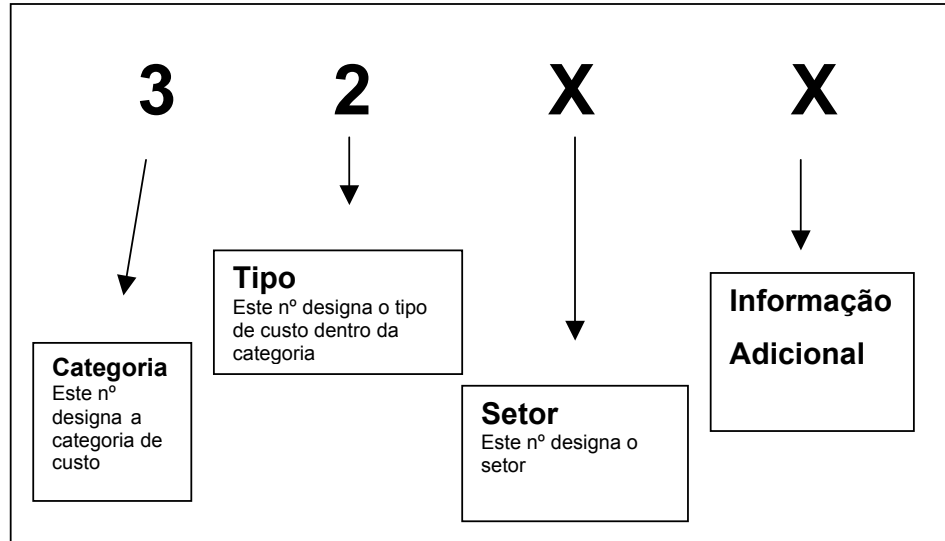 3 2 X X
Tipo
Este nº designa o tipo
de custo dentro da
categoria
Informação
Adicional
Categoria
Este nº
designa a
categoria de
custo
Setor
Este nº designa o
setor